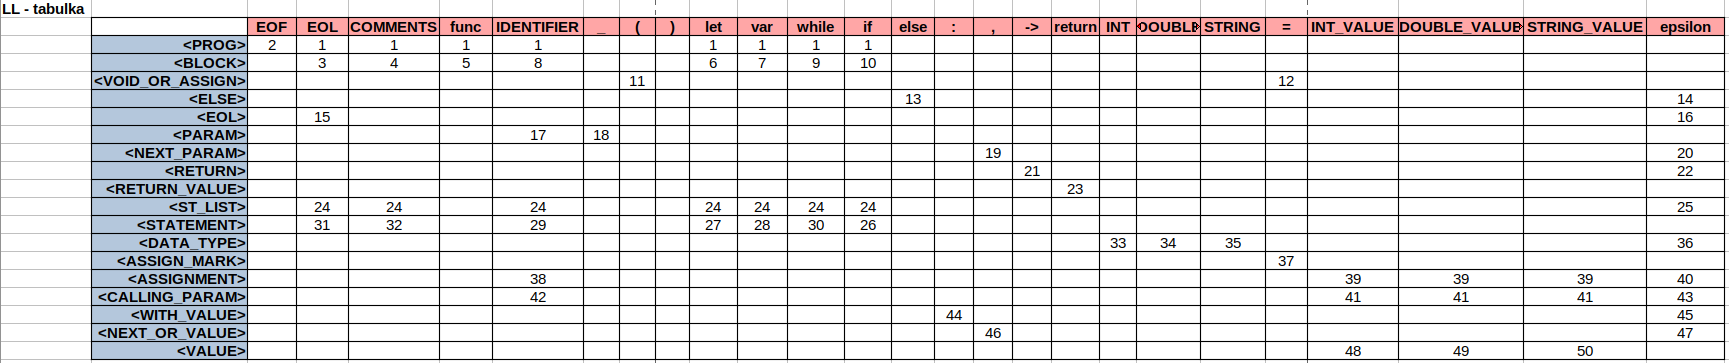 LL - tabulka
EOF EOL COMMENTS func IDENTIFIER _ ( ) let var while if else : , -> return INT DOUBLE STRING = INT_VALUE DOUBLE_VALUE STRING_VALUE epsilon
<PROG> 2 1 1 1 1 1 1 1 1
<BLOCK> 3 4 5 8 6 7 9 10
<VOID_OR_ASSIGN> 11 12
<ELSE> 13 14
<EOL> 15 16
<PARAM> 17 18
<NEXT_PARAM> 19 20
<RETURN> 21 22
<RETURN_VALUE> 23
<ST_LIST> 24 24 24 24 24 24 24 25
<STATEMENT> 31 32 29 27 28 30 26
<DATA_TYPE> 33 34 35 36
<ASSIGN_MARK> 37
<ASSIGNMENT> 38 39 39 39 40
<CALLING_PARAM> 42 41 41 41 43
<WITH_VALUE> 44 45
<NEXT_OR_VALUE> 46 47
<VALUE> 48 49 50